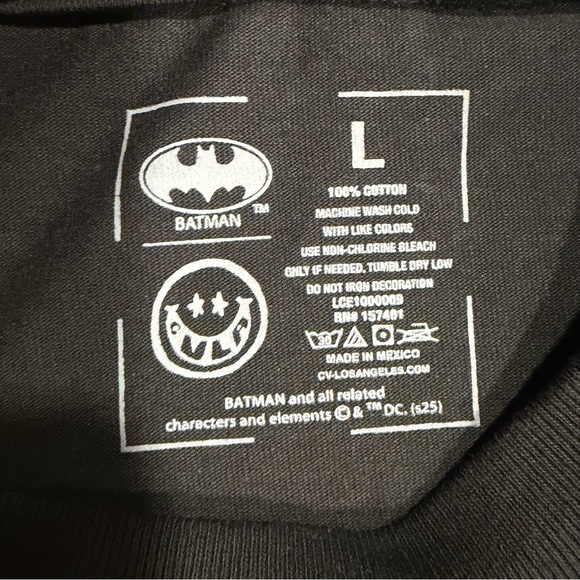 BATMAN™
L
100% COTTON
MACHINE WASH COLD
WITH LIKE COLORS
USE NON-CHLORINE BLEACH
ONLY IF NEEDED, TUMBLE DRY LOW
DO NOT IRON DECORATION
LCE1000009
RN# 157461
30
MADE IN MEXICO
CV-LOSANGELES.COM
BATMAN and all related
characters and elements © & ™ DC. (s25)